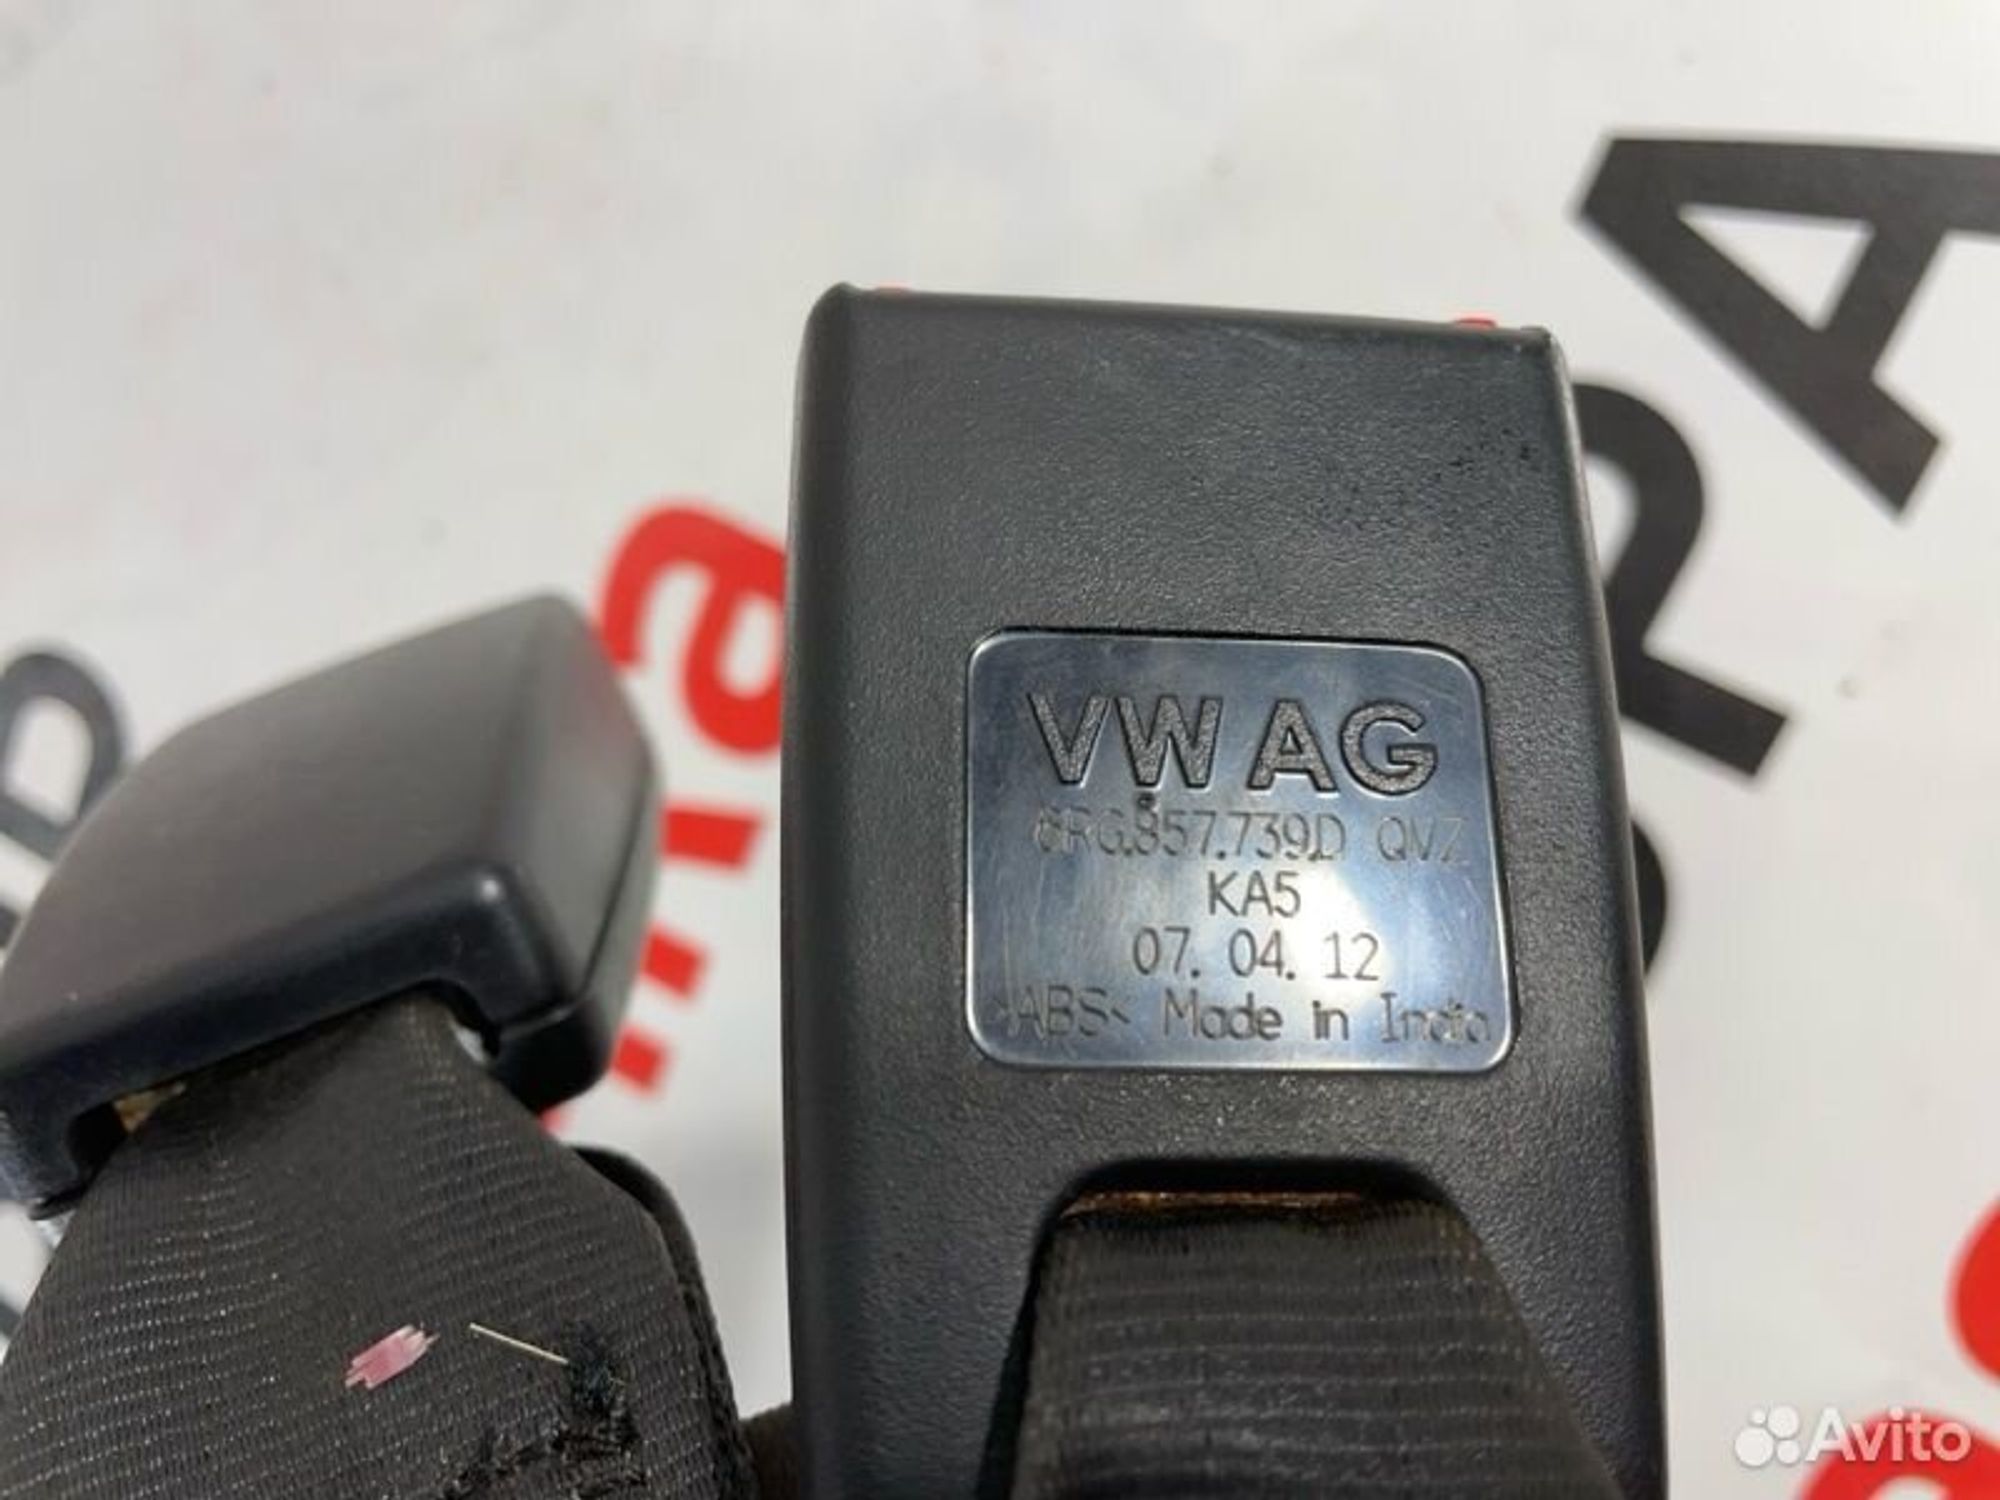 VW AG
6RG.857.739.D QVZ
KA5
07. 04. 12
>ABS< Made in India
Avito